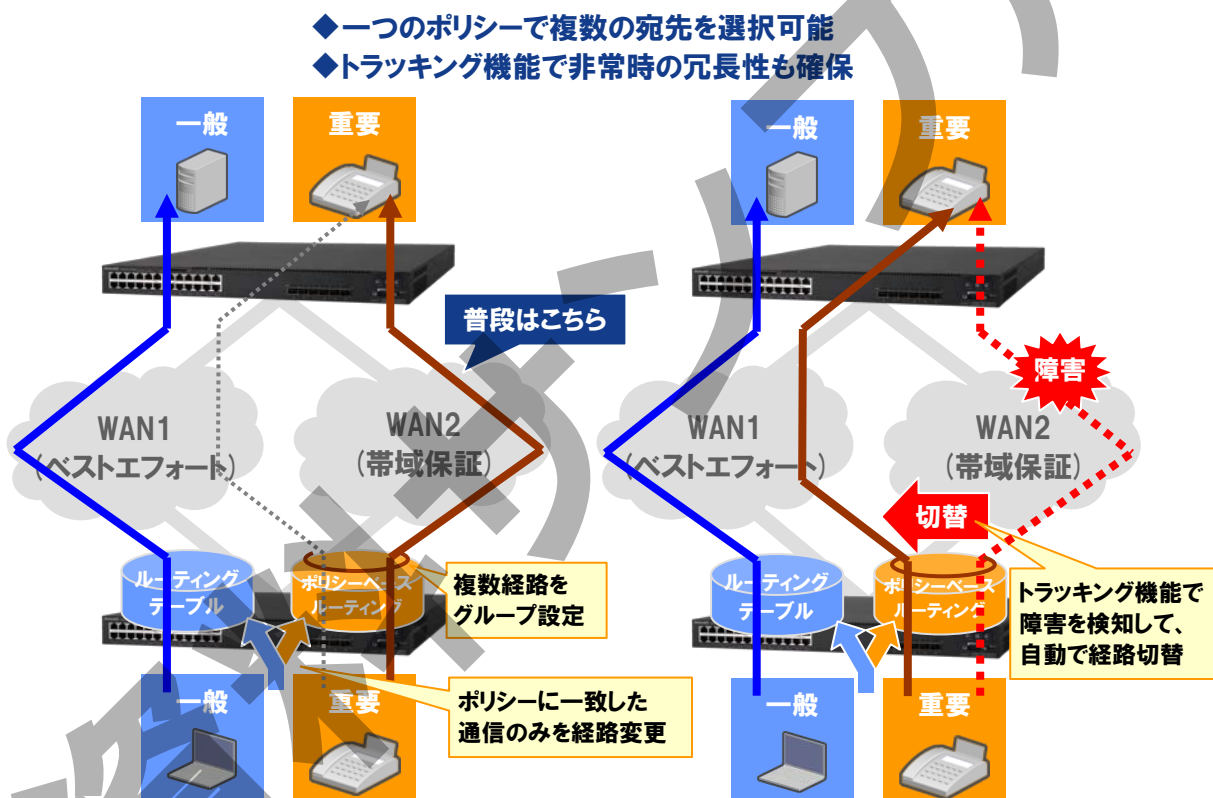 ◆一つのポリシーで複数の宛先を選択可能
◆トラッキング機能で非常時の冗長性も確保
一般
重要
普段はこちら
WAN1
(ベストエフォート)
WAN2
(帯域保証)
ルーティング
テーブル
ポリシーベース
ルーティング
複数経路を
グループ設定
一般
重要
ポリシーに一致した
通信のみを経路変更
一般
重要
障害
WAN1
(ベストエフォート)
WAN2
(帯域保証)
切替
ルーティング
テーブル
ポリシーベース
ルーティング
トラッキング機能で
障害を検知して、
自動で経路切替
一般
重要